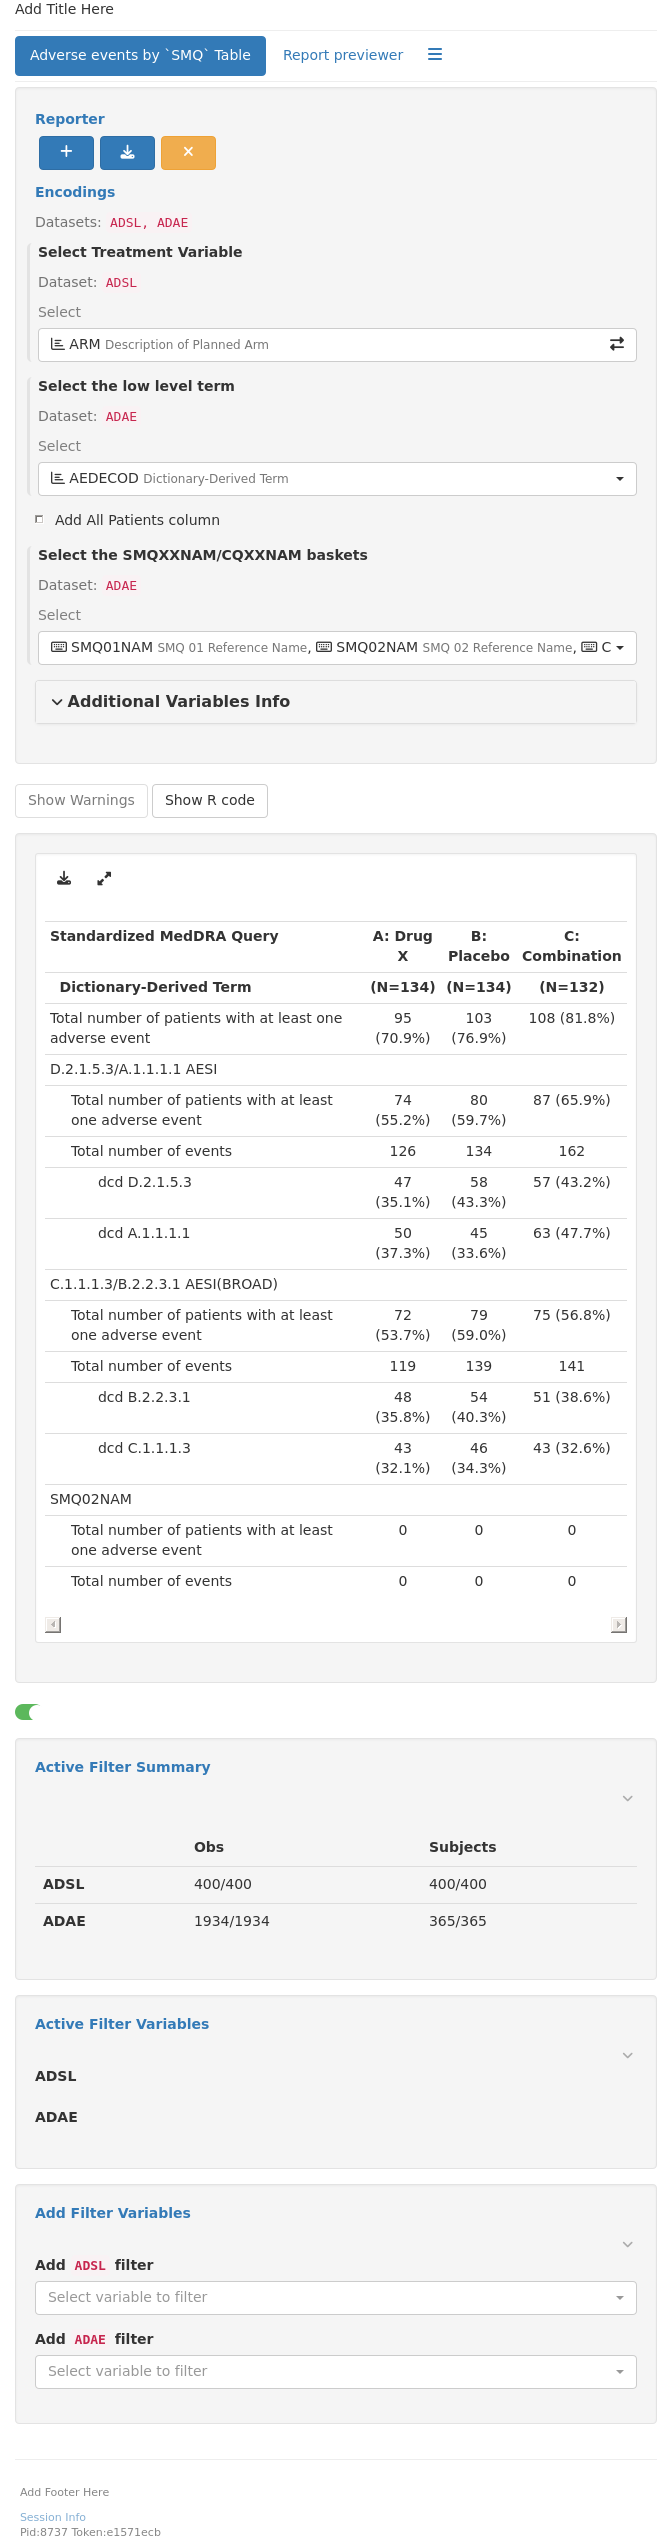 Add Title Here
Adverse events by `SMQ` Table Report previewer
Reporter
Encodings
Datasets: ADSL, ADAE
Select Treatment Variable
Dataset: ADSL
Select
ARM Description of Planned Arm
Select the low level term
Dataset: ADAE
Select
AEDECOD Dictionary-Derived Term
Add All Patients column
Select the SMQXXNAM/CQXXNAM baskets
Dataset: ADAE
Select
SMQ01NAM SMQ 01 Reference Name, SMQ02NAM SMQ 02 Reference Name, C
Additional Variables Info
Show Warnings Show R code
Standardized MedDRA Query A: Drug B: C:
X Placebo Combination
Dictionary-Derived Term (N=134) (N=134) (N=132)
Total number of patients with at least one 95 103 108 (81.8%)
adverse event (70.9%) (76.9%)
D.2.1.5.3/A.1.1.1.1 AESI
Total number of patients with at least 74 80 87 (65.9%)
one adverse event (55.2%) (59.7%)
Total number of events 126 134 162
dcd D.2.1.5.3 47 58 57 (43.2%)
(35.1%) (43.3%)
dcd A.1.1.1.1 50 45 63 (47.7%)
(37.3%) (33.6%)
C.1.1.1.3/B.2.2.3.1 AESI(BROAD)
Total number of patients with at least 72 79 75 (56.8%)
one adverse event (53.7%) (59.0%)
Total number of events 119 139 141
dcd B.2.2.3.1 48 54 51 (38.6%)
(35.8%) (40.3%)
dcd C.1.1.1.3 43 46 43 (32.6%)
(32.1%) (34.3%)
SMQ02NAM
Total number of patients with at least 0 0 0
one adverse event
Total number of events 0 0 0
Active Filter Summary
Obs Subjects
ADSL 400/400 400/400
ADAE 1934/1934 365/365
Active Filter Variables
ADSL
ADAE
Add Filter Variables
Add ADSL filter
Select variable to filter
Add ADAE filter
Select variable to filter
Add Footer Here
Session Info
Pid:8737 Token:e1571ecb